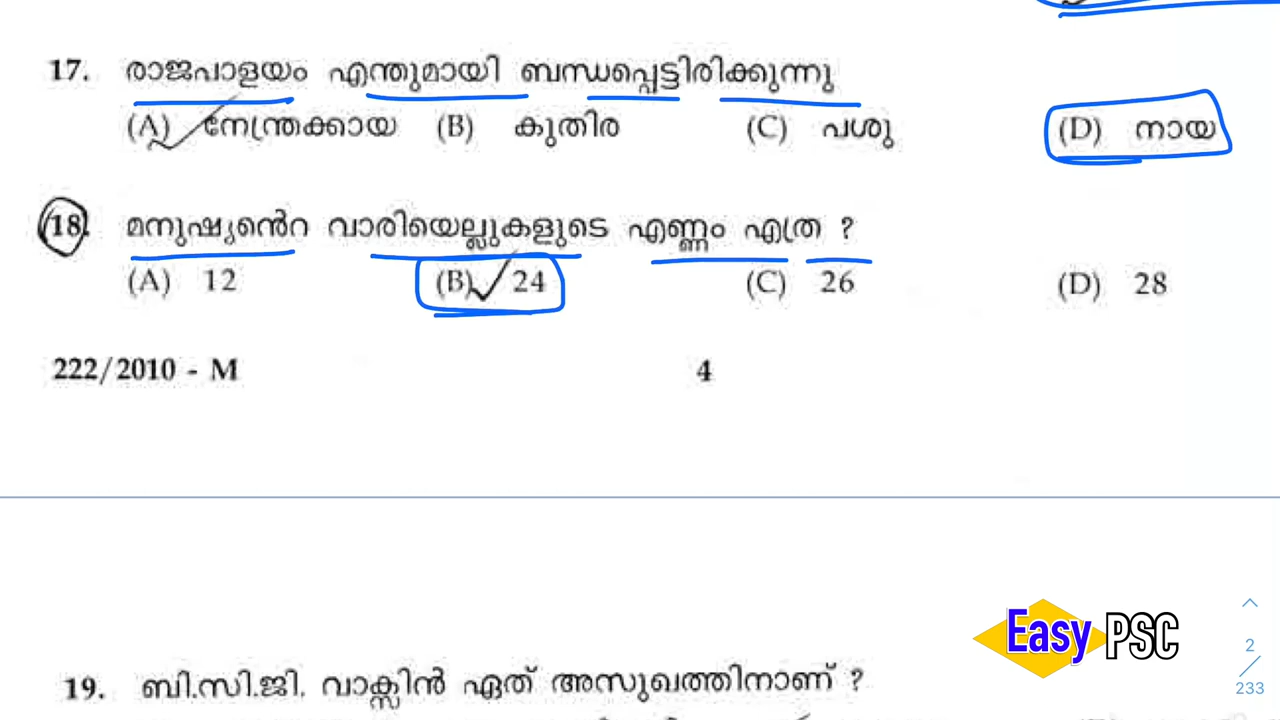 17. രാജപാളയം എന്തുമായി ബന്ധപ്പെട്ടിരിക്കുന്നു
(A) നേന്ത്രക്കായ (B) കുതിര (C) പശു (D) നായ
18. മനുഷ്യന്റെ വാരിയെല്ലുകളുടെ എണ്ണം എത്ര ?
(A) 12 (B) 24 (C) 26 (D) 28
222/2010 - M 4
Easy PSC
2
233
19. ബി.സി.ജി. വാക്സിൻ ഏത് അസുഖത്തിനാണ് ?